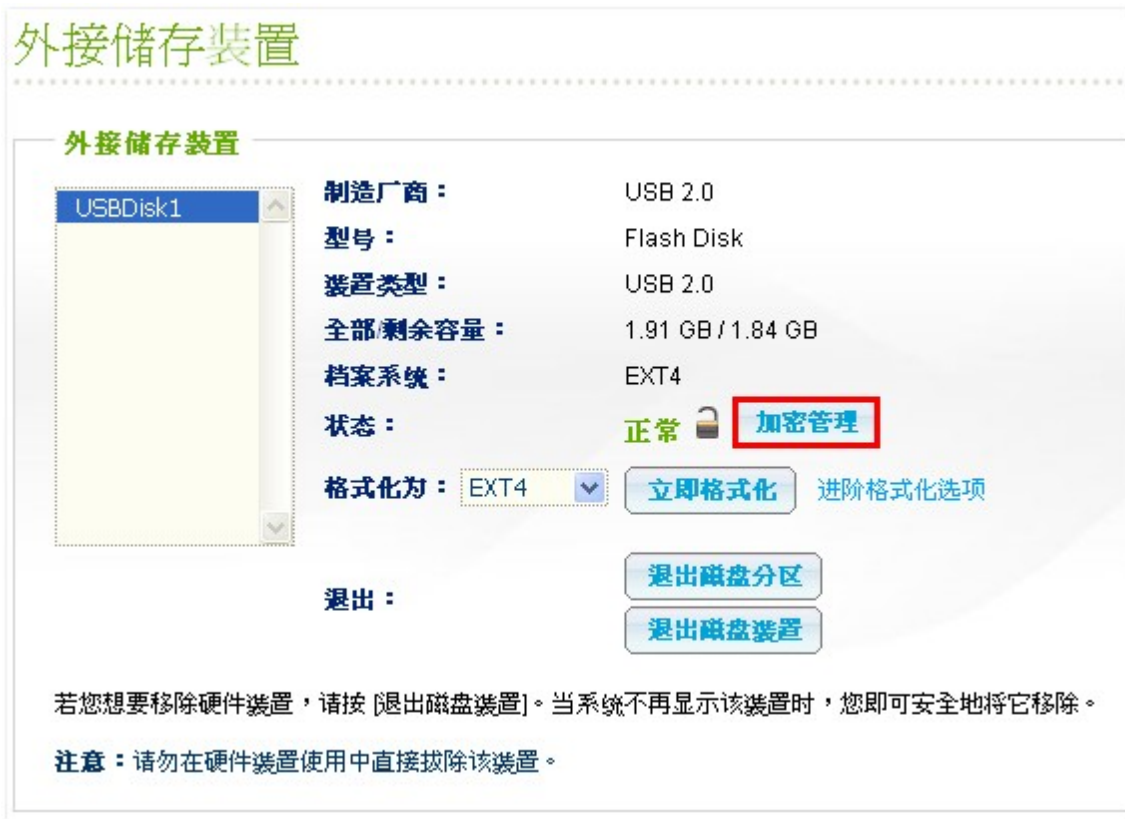 外接储存装置
外接储存装置
USBDisk1
制造厂商： USB 2.0
型号： Flash Disk
装置类型： USB 2.0
全部/剩余容量： 1.91 GB / 1.84 GB
档案系统： EXT4
状态： 正常 加密管理
格式化为： EXT4 立即格式化 进阶格式化选项
退出： 退出磁盘分区
退出磁盘装置
若您想要移除硬件装置，请按 [退出磁盘装置]。当系统不再显示该装置时，您即可安全地将它移除。
注意：请勿在硬件装置使用中直接拔除该装置。